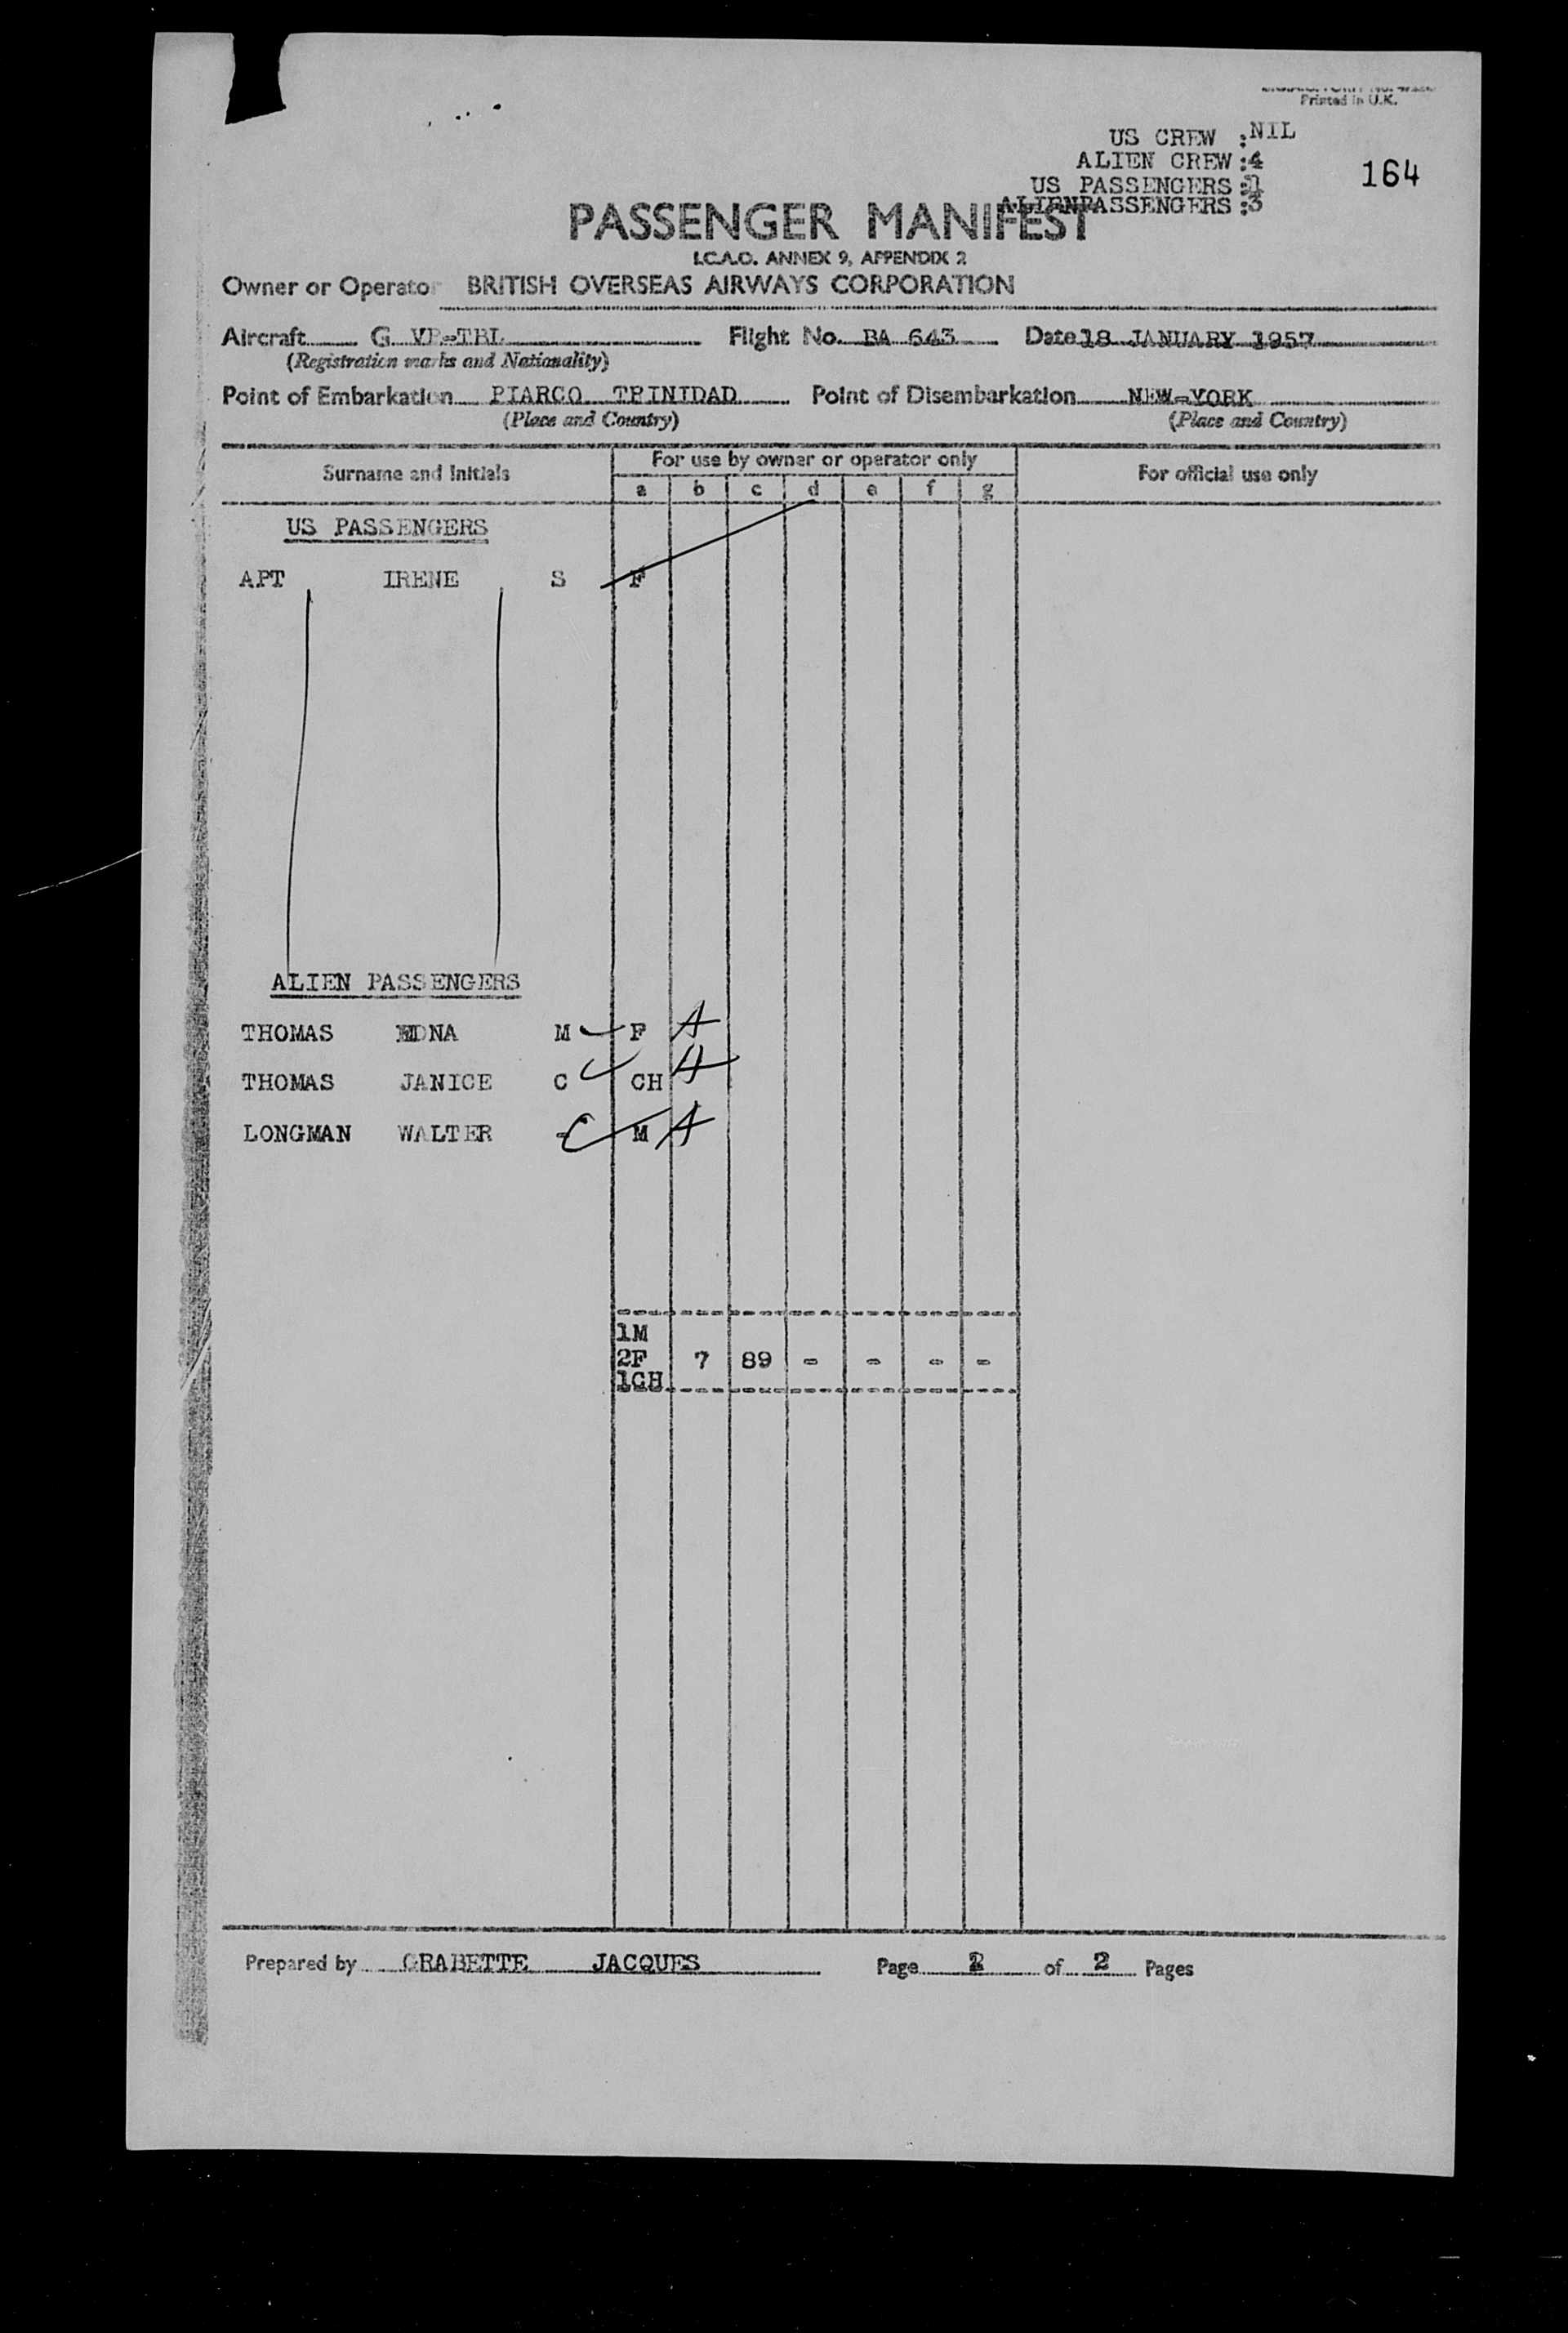 Printed in U.K.
US CREW :NIL
ALIEN CREW :4
US PASSENGERS :1
ALIENPASSENGERS :3
164
PASSENGER MANIFEST
I.C.A.O. ANNEX 9, APPENDIX 2
Owner or Operator BRITISH OVERSEAS AIRWAYS CORPORATION
Aircraft G VP-TBL Flight No. BA 643 Date 18 JANUARY 1957
(Registration marks and Nationality)
Point of Embarkation PIARCO TRINIDAD Point of Disembarkation NEW-YORK
(Place and Country) (Place and Country)
Surname and Initials For use by owner or operator only For official use only
a b c d e f g
US PASSENGERS
APT IRENE S F
ALIEN PASSENGERS
THOMAS EDNA M F A
THOMAS JANICE C CH A
LONGMAN WALTER - M A
1M
2F 7 89 - - - -
1CH
Prepared by GRABETTE JACQUES Page 2 of 2 Pages